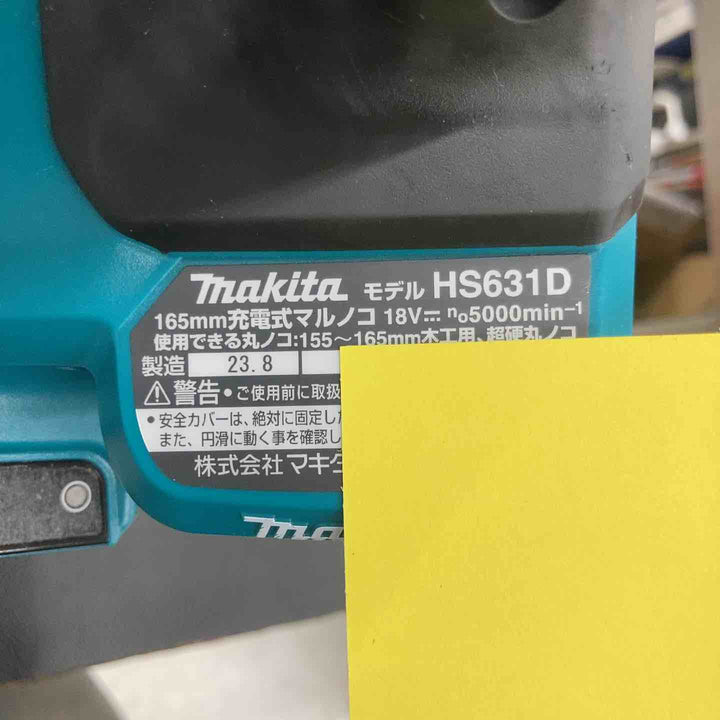 makita モデル HS631D
165mm充電式マルノコ 18V⎓ n₀5000min⁻¹
使用できる丸ノコ:155～165mm木工用、超硬丸ノコ
製造 23.8
⚠警告 •ご使用前に取扱
•安全カバーは、絶対に固定し
また、円滑に動く事を確認し
株式会社マキタ